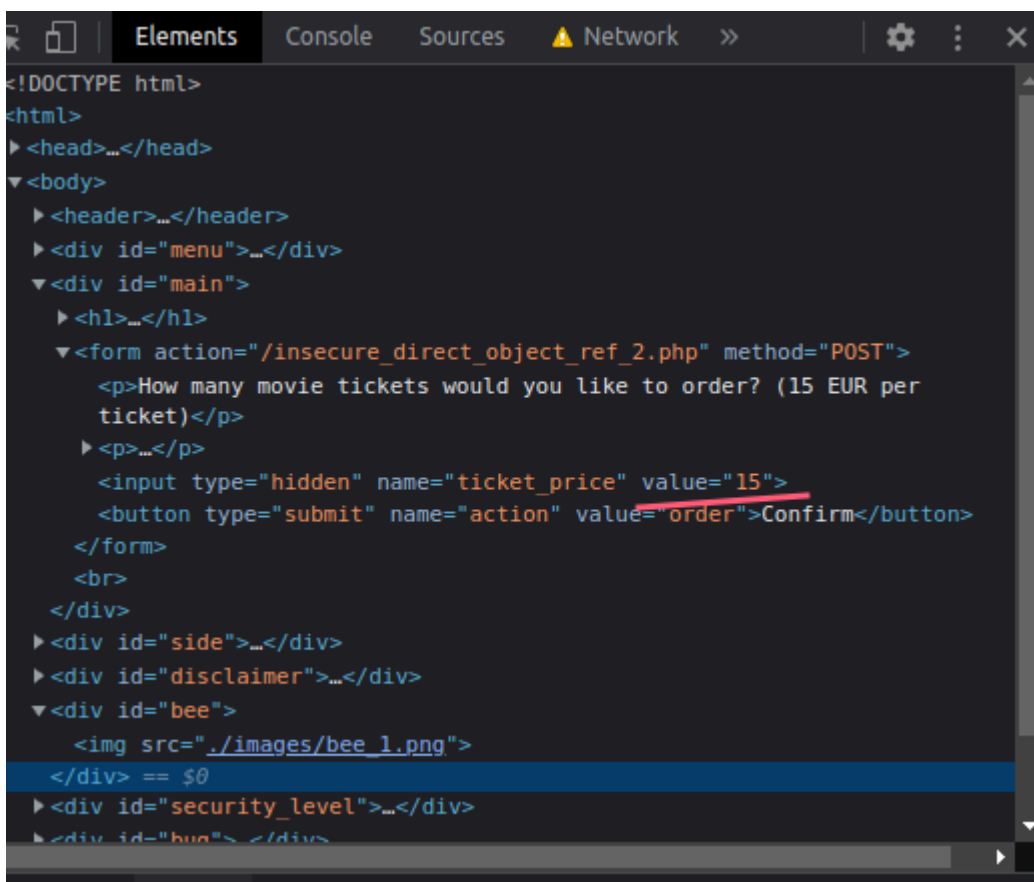 Elements Console Sources Network »
<!DOCTYPE html>
<html>
<head>…</head>
<body>
<header>…</header>
<div id="menu">…</div>
<div id="main">
<h1>…</h1>
<form action="/insecure_direct_object_ref_2.php" method="POST">
<p>How many movie tickets would you like to order? (15 EUR per
ticket)</p>
<p>…</p>
<input type="hidden" name="ticket_price" value="15">
<button type="submit" name="action" value="order">Confirm</button>
</form>
<br>
</div>
<div id="side">…</div>
<div id="disclaimer">…</div>
<div id="bee">
<img src="./images/bee_1.png">
</div> == $0
<div id="security_level">…</div>
<div id="bug">…</div>